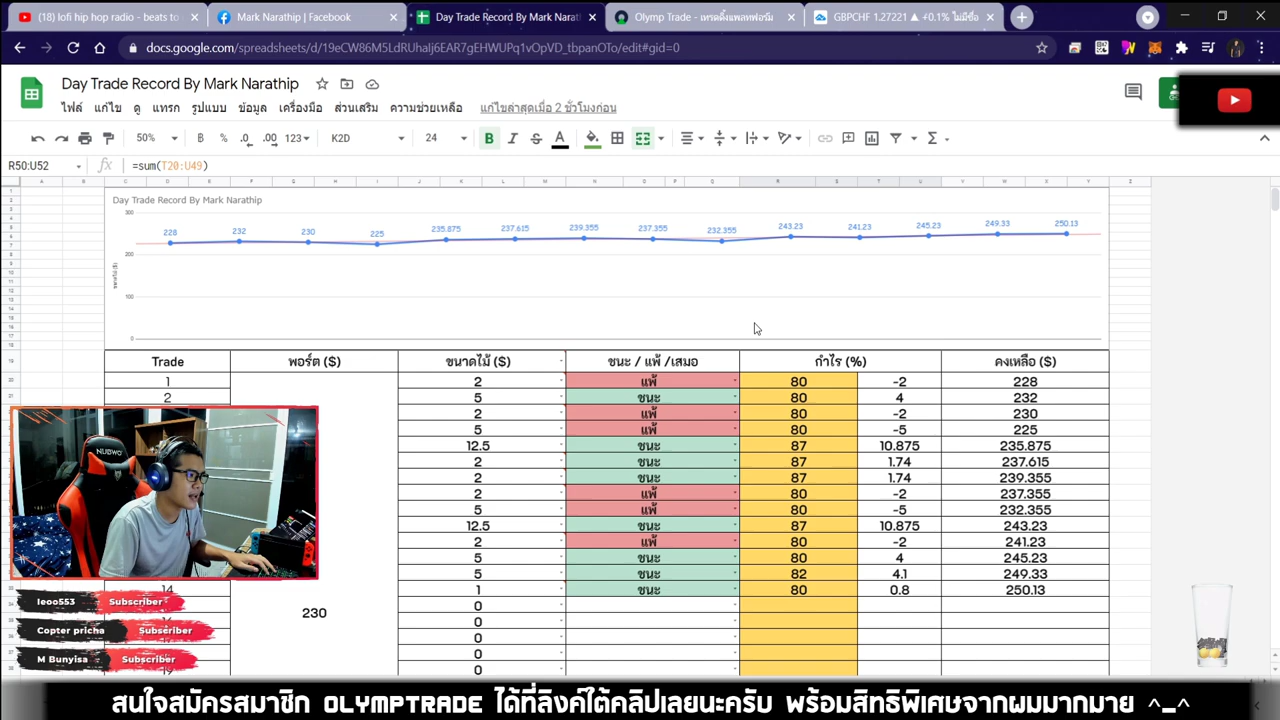 (18) lofi hip hop radio - beats to
Mark Narathip | Facebook
Day Trade Record By Mark Narat
Olymp Trade - เทรดดิ้งแพลทฟอร์ม
GBPCHF 1.27221 ▲ +0.1% ไม่มีชื่อ
docs.google.com/spreadsheets/d/19eCW86M5LdRUhalj6EAR7gEHWUPq1vOpVD_tbpanOTo/edit#gid=0
Day Trade Record By Mark Narathip
ไฟล์ แก้ไข ดู แทรก รูปแบบ ข้อมูล เครื่องมือ ส่วนเสริม ความช่วยเหลือ แก้ไขล่าสุดเมื่อ 2 ชั่วโมงก่อน
50% ฿ % .0 .00 123 K2D 24 B I S A
R50:U52 fx =sum(T20:U49)
Day Trade Record By Mark Narathip
300
200
100
0
228 232 230 225 235.875 237.615 239.355 237.355 232.355 243.23 241.23 245.23 249.33 250.13
Trade พอร์ต ($) ขนาดไม้ ($) ชนะ / แพ้ /เสมอ กำไร (%) คงเหลือ ($)
1 2 แพ้ 80 -2 228
2 5 ชนะ 80 4 232
2 แพ้ 80 -2 230
5 แพ้ 80 -5 225
12.5 ชนะ 87 10.875 235.875
2 ชนะ 87 1.74 237.615
2 ชนะ 87 1.74 239.355
2 แพ้ 80 -2 237.355
5 แพ้ 80 -5 232.355
12.5 ชนะ 87 10.875 243.23
2 แพ้ 80 -2 241.23
5 ชนะ 80 4 245.23
5 ชนะ 82 4.1 249.33
14 1 ชนะ 80 0.8 250.13
0
230
0
0
0
19 0
NUBWO
leoo553 Subscriber
Copter pricha Subscriber
M Bunyisa Subscriber
สนใจสมัครสมาชิก OLYMPTRADE ได้ที่ลิงค์ใต้คลิปเลยนะครับ พร้อมสิทธิพิเศษจากผมมากมาย ^_^